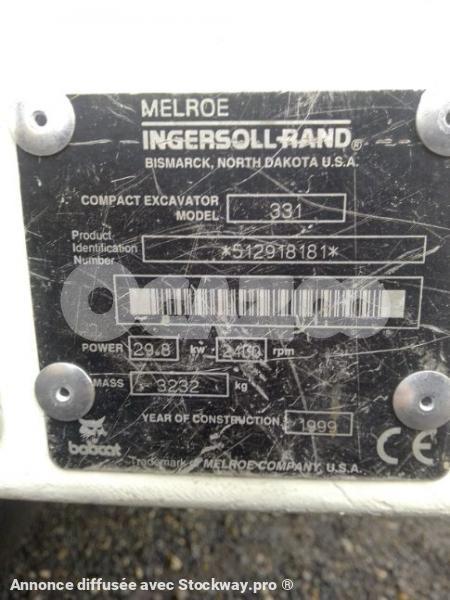 MELROE
INGERSOLL-RAND®
BISMARCK, NORTH DAKOTA U.S.A.
COMPACT EXCAVATOR MODEL 331
Product Identification Number *512918181*
POWER 29.8 kw- 2400 rpm
MASS 3232 kg
YEAR OF CONSTRUCTION 1999
bobcat CE
Trademark of MELROE COMPANY, U.S.A.
Annonce diffusée avec Stockway.pro ®